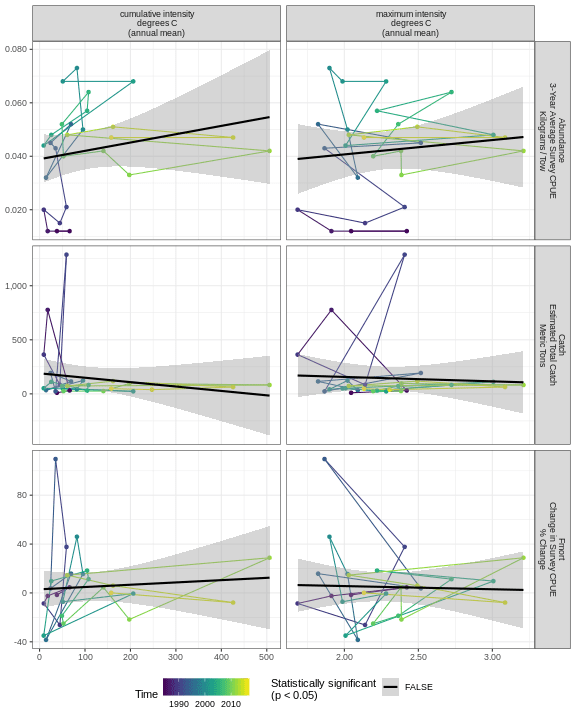 cumulative intensity
degrees C
(annual mean)
maximum intensity
degrees C
(annual mean)
0.080
0.060
0.040
0.020
Abundance
3-Year Average Survey CPUE
Kilograms / Tow
1,000
500
0
Catch
Estimated Total Catch
Metric Tons
80
40
0
-40
Fmort
Change in Survey CPUE
% Change
0 100 200 300 400 500
2.00 2.50 3.00
Time
1990 2000 2010
Statistically significant
(p < 0.05)
FALSE